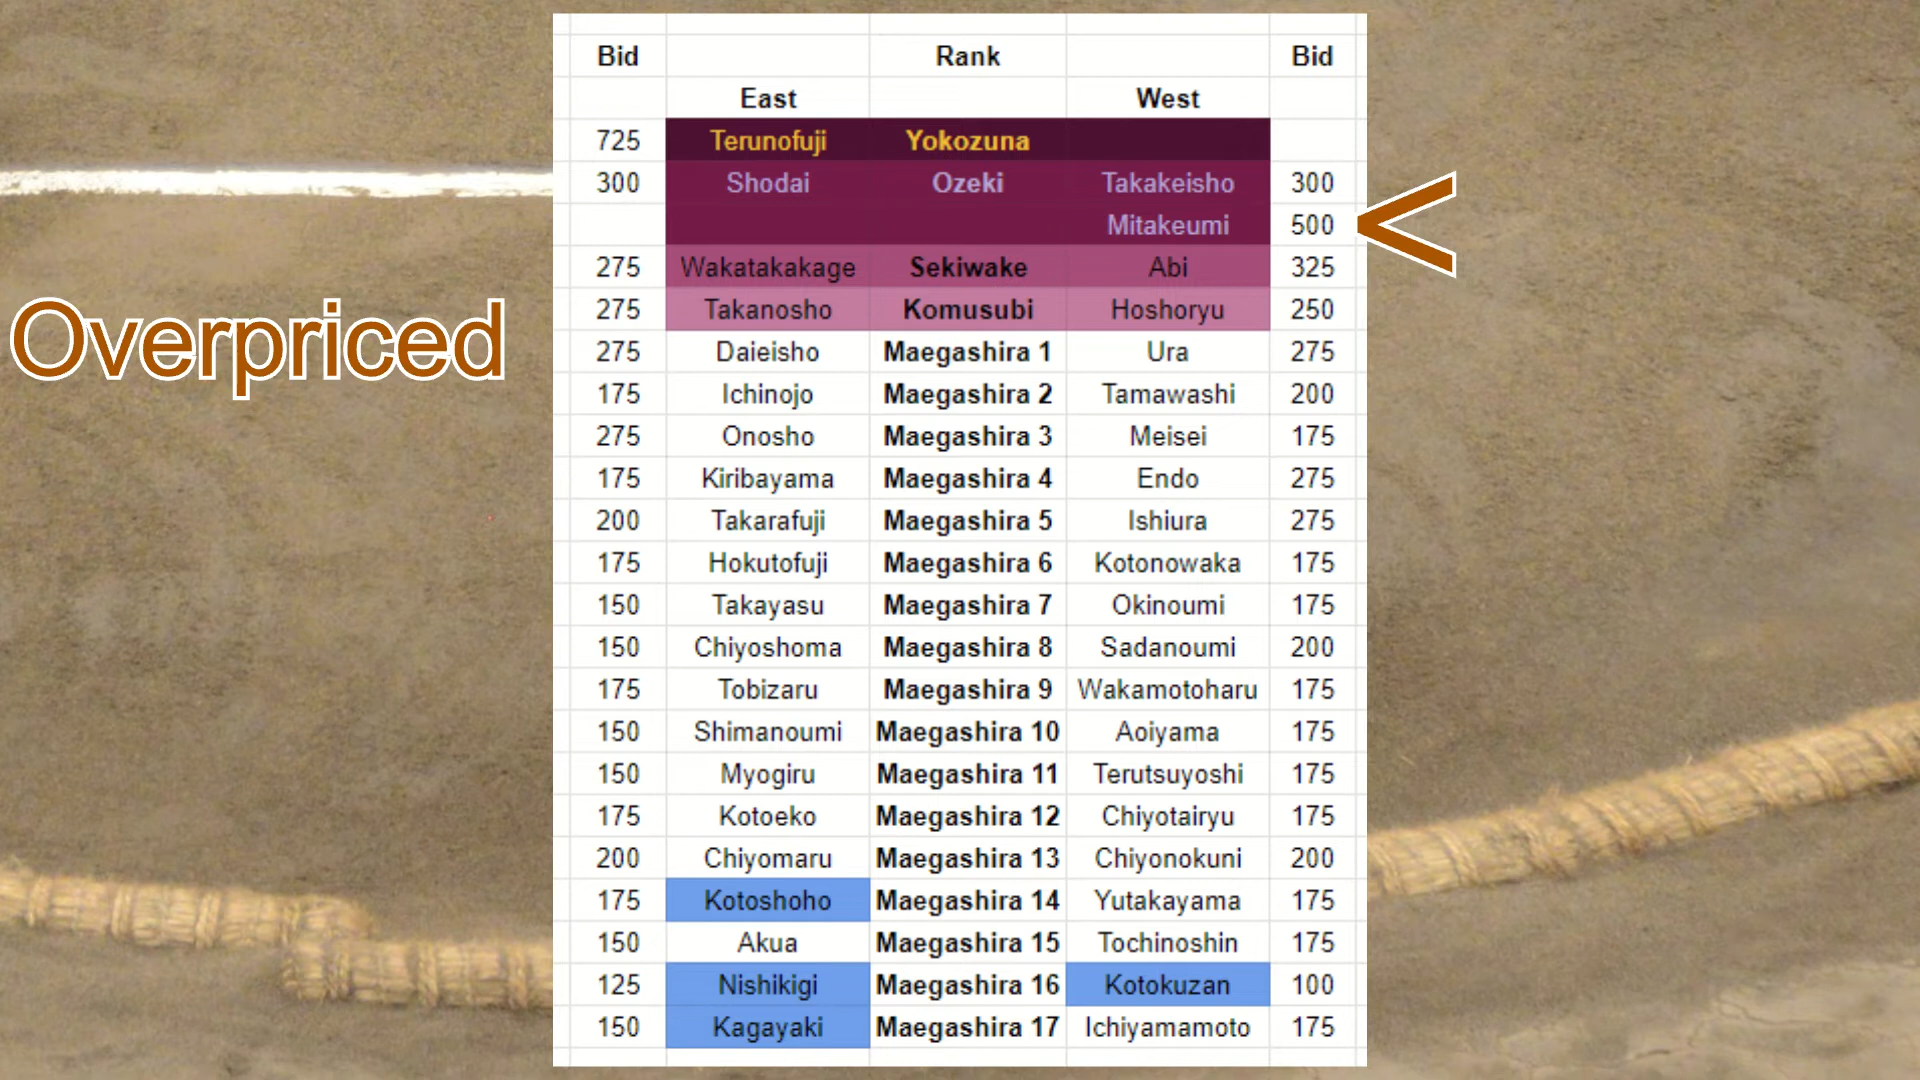 Bid Rank Bid
East West
725 Terunofuji Yokozuna
300 Shodai Ozeki Takakeisho 300
Mitakeumi 500 <
275 Wakatakakage Sekiwake Abi 325
275 Takanosho Komusubi Hoshoryu 250
Overpriced
275 Daieisho Maegashira 1 Ura 275
175 Ichinojo Maegashira 2 Tamawashi 200
275 Onosho Maegashira 3 Meisei 175
175 Kiribayama Maegashira 4 Endo 275
200 Takarafuji Maegashira 5 Ishiura 275
175 Hokutofuji Maegashira 6 Kotonowaka 175
150 Takayasu Maegashira 7 Okinoumi 175
150 Chiyoshoma Maegashira 8 Sadanoumi 200
175 Tobizaru Maegashira 9 Wakamotoharu 175
150 Shimanoumi Maegashira 10 Aoiyama 175
150 Myogiru Maegashira 11 Terutsuyoshi 175
175 Kotoeko Maegashira 12 Chiyotairyu 175
200 Chiyomaru Maegashira 13 Chiyonokuni 200
175 Kotoshoho Maegashira 14 Yutakayama 175
150 Akua Maegashira 15 Tochinoshin 175
125 Nishikigi Maegashira 16 Kotokuzan 100
150 Kagayaki Maegashira 17 Ichiyamamoto 175